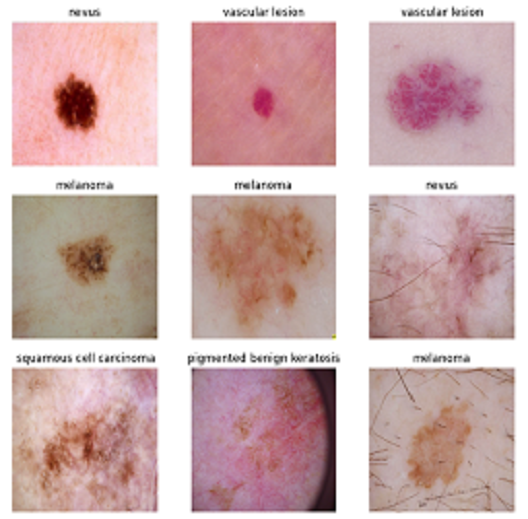 nevus
vascular lesion
vascular lesion
melanoma
melanoma
nevus
squamous cell carcinoma
pigmented benign keratosis
melanoma